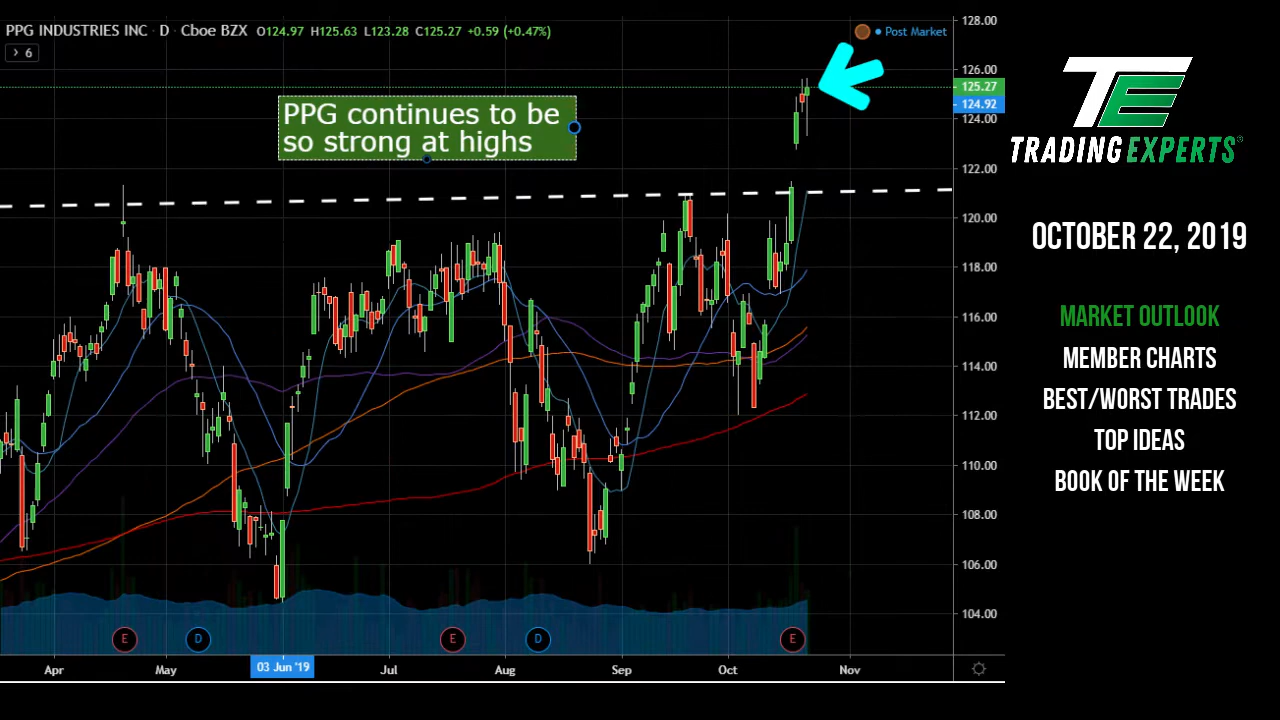 PPG INDUSTRIES INC · D · Cboe BZX O124.97 H125.63 L123.28 C125.27 +0.59 (+0.47%)
Post Market
> 6
PPG continues to be
so strong at highs
128.00
126.00
125.27
124.92
124.00
122.00
120.00
118.00
116.00
114.00
112.00
110.00
108.00
106.00
104.00
E D E D E
Apr May 03 Jun '19 Jul Aug Sep Oct Nov
TE
TRADING EXPERTS®
OCTOBER 22, 2019
MARKET OUTLOOK
MEMBER CHARTS
BEST/WORST TRADES
TOP IDEAS
BOOK OF THE WEEK